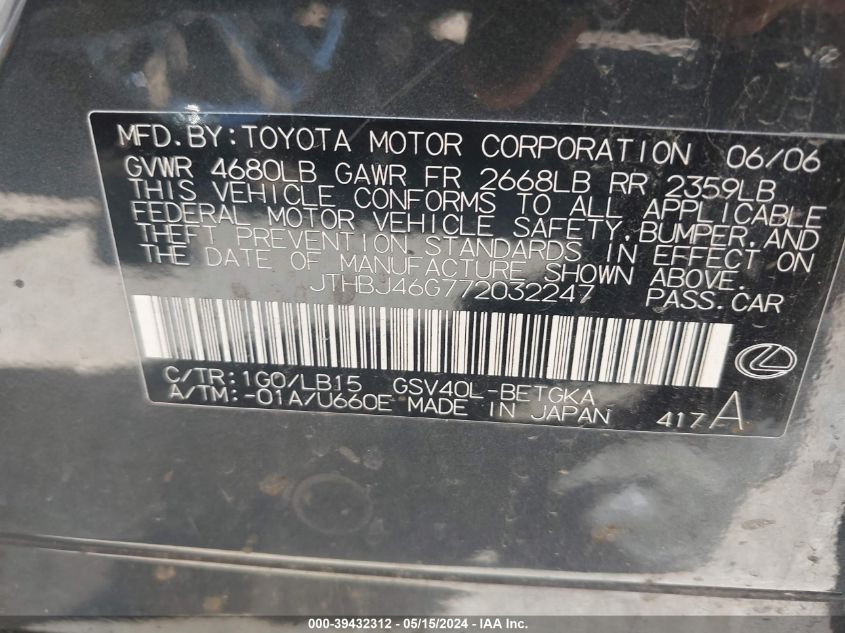 MFD.BY:TOYOTA MOTOR CORPORATION 06/06
GVWR 4680LB GAWR FR 2668LB RR 2359LB
THIS VEHICLE CONFORMS TO ALL APPLICABLE
FEDERAL MOTOR VEHICLE SAFETY,BUMPER,AND
THEFT PREVENTION STANDARDS IN EFFECT ON
THE DATE OF MANUFACTURE SHOWN ABOVE.
JTHBJ46G772032247 PASS.CAR
C/TR:1G0/LB15 GSV40L-BETGKA
A/TM:-01A/U660E MADE IN JAPAN 417 A
000-39432312 - 05/15/2024 - IAA Inc.